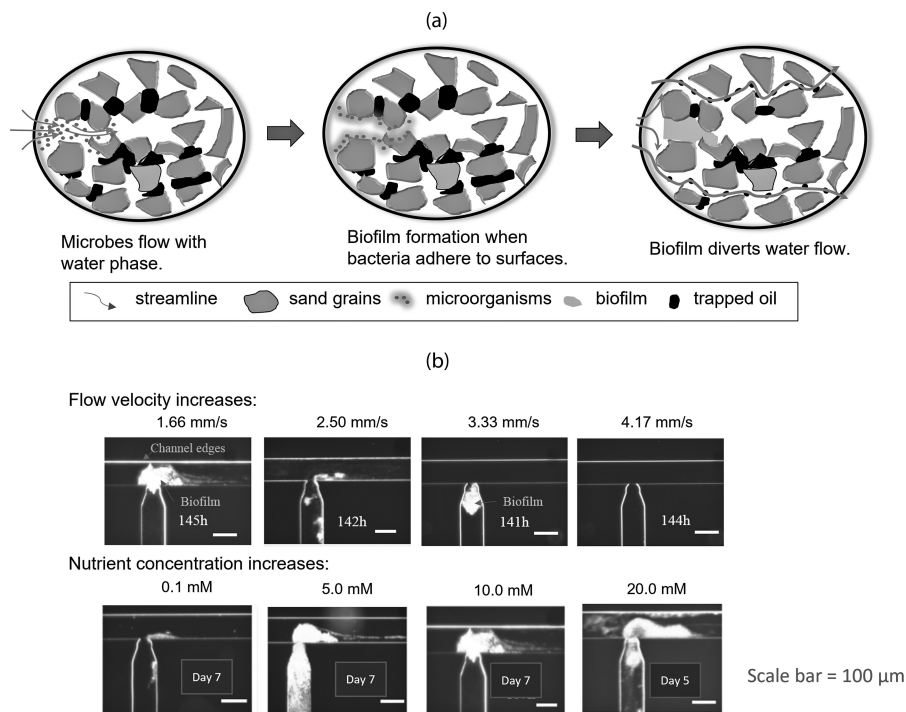 (a)
Microbes flow with
water phase.
Biofilm formation when
bacteria adhere to surfaces.
Biofilm diverts water flow.
streamline sand grains microorganisms biofilm trapped oil
(b)
Flow velocity increases:
1.66 mm/s 2.50 mm/s 3.33 mm/s 4.17 mm/s
Channel edges
Biofilm
145h
142h
Biofilm
141h
144h
Nutrient concentration increases:
0.1 mM 5.0 mM 10.0 mM 20.0 mM
Day 7 Day 7 Day 7 Day 5
Scale bar = 100 μm